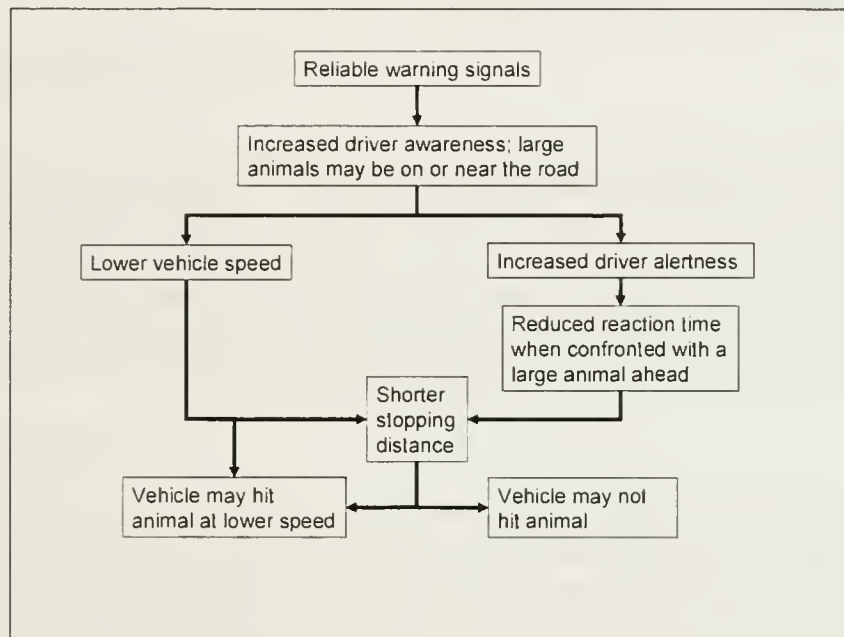 Reliable warning signals
Increased driver awareness; large
animals may be on or near the road
Lower vehicle speed
Increased driver alertness
Reduced reaction time
when confronted with a
large animal ahead
Shorter
stopping
distance
Vehicle may hit
animal at lower speed
Vehicle may not
hit animal